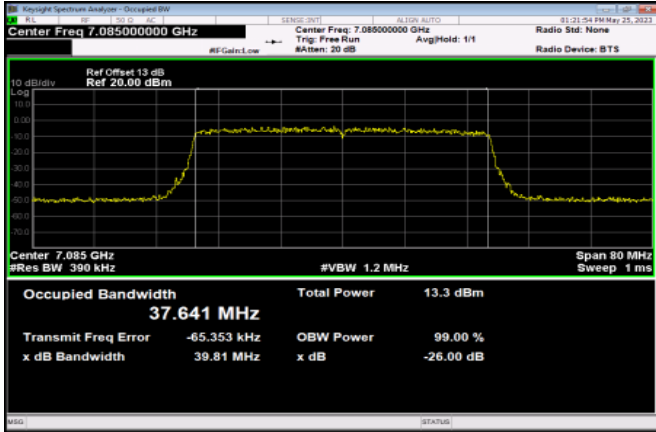 Keysight Spectrum Analyzer - Occupied BW
RL RF 50 Ω AC SENSE:INT ALIGN AUTO 01:21:54 PM May 25, 2023
Center Freq 7.085000000 GHz Center Freq: 7.085000000 GHz Radio Std: None
Trig: Free Run Avg|Hold: 1/1
#IFGain:Low #Atten: 20 dB Radio Device: BTS
Ref Offset 13 dB
10 dB/div Ref 20.00 dBm
Log
10.0
0.00
-10.0
-20.0
-30.0
-40.0
-50.0
-60.0
-70.0
Center 7.085 GHz Span 80 MHz
#Res BW 390 kHz #VBW 1.2 MHz Sweep 1 ms
Occupied Bandwidth Total Power 13.3 dBm
37.641 MHz
Transmit Freq Error -65.353 kHz OBW Power 99.00 %
x dB Bandwidth 39.81 MHz x dB -26.00 dB
MSG STATUS